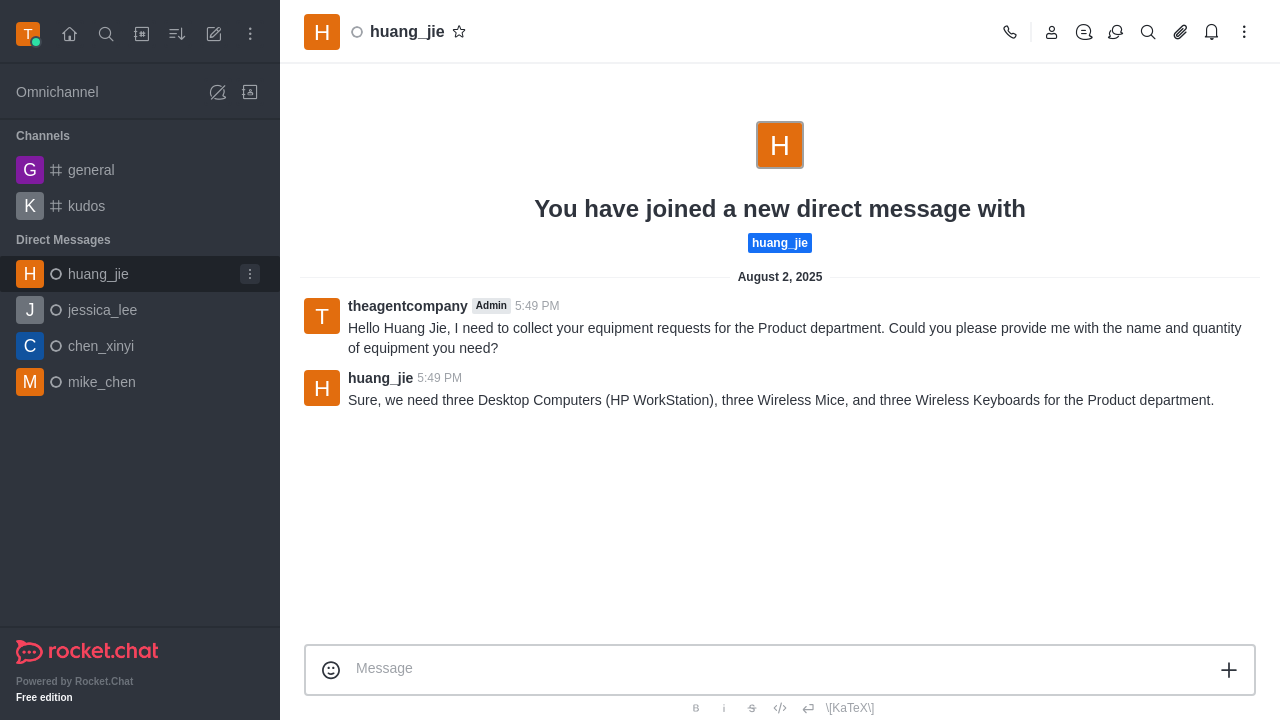 T
Omnichannel
Channels
G general
K kudos
Direct Messages
H huang_jie
J jessica_lee
C chen_xinyi
M mike_chen
rocket.chat
Powered by Rocket.Chat
Free edition
H huang_jie
H
You have joined a new direct message with
huang_jie
August 2, 2025
T theagentcompany Admin 5:49 PM
Hello Huang Jie, I need to collect your equipment requests for the Product department. Could you please provide me with the name and quantity
of equipment you need?
H huang_jie 5:49 PM
Sure, we need three Desktop Computers (HP WorkStation), three Wireless Mice, and three Wireless Keyboards for the Product department.
Message
B i S </> \[KaTeX\]